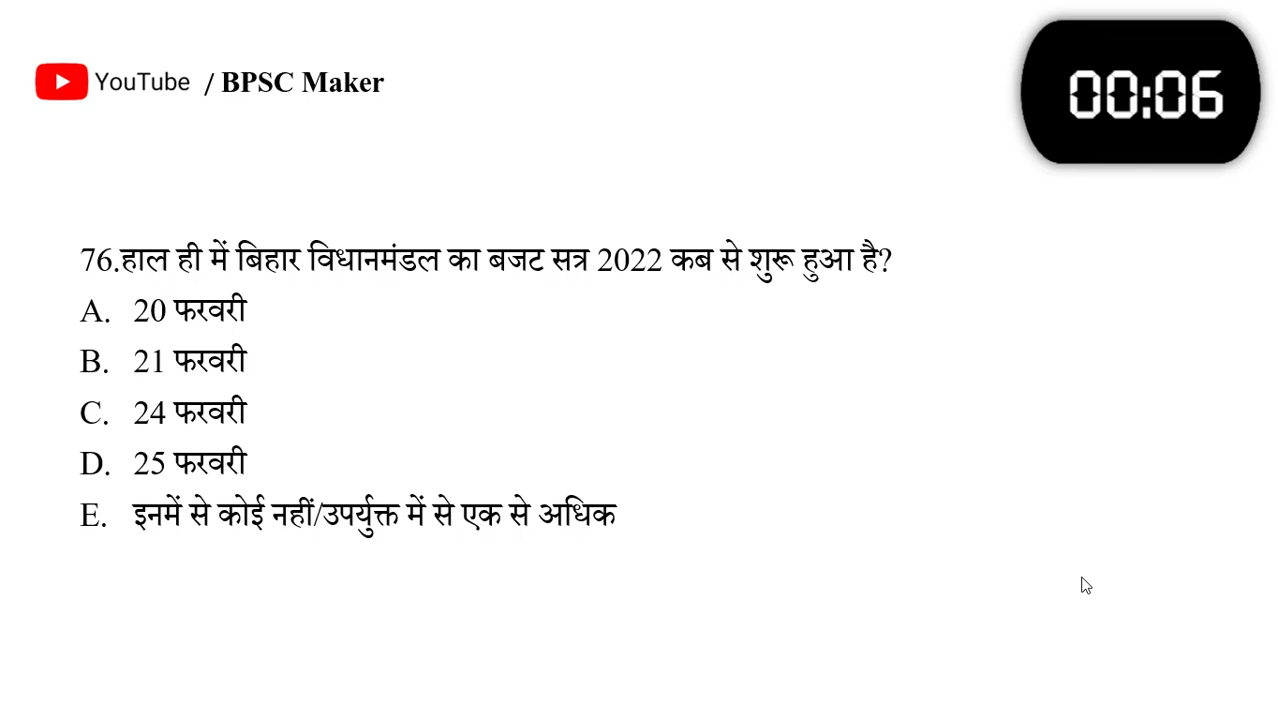 YouTube / BPSC Maker
00:06
76.हाल ही में बिहार विधानमंडल का बजट सत्र 2022 कब से शुरू हुआ है?
A. 20 फरवरी
B. 21 फरवरी
C. 24 फरवरी
D. 25 फरवरी
E. इनमें से कोई नहीं/उपर्युक्त में से एक से अधिक